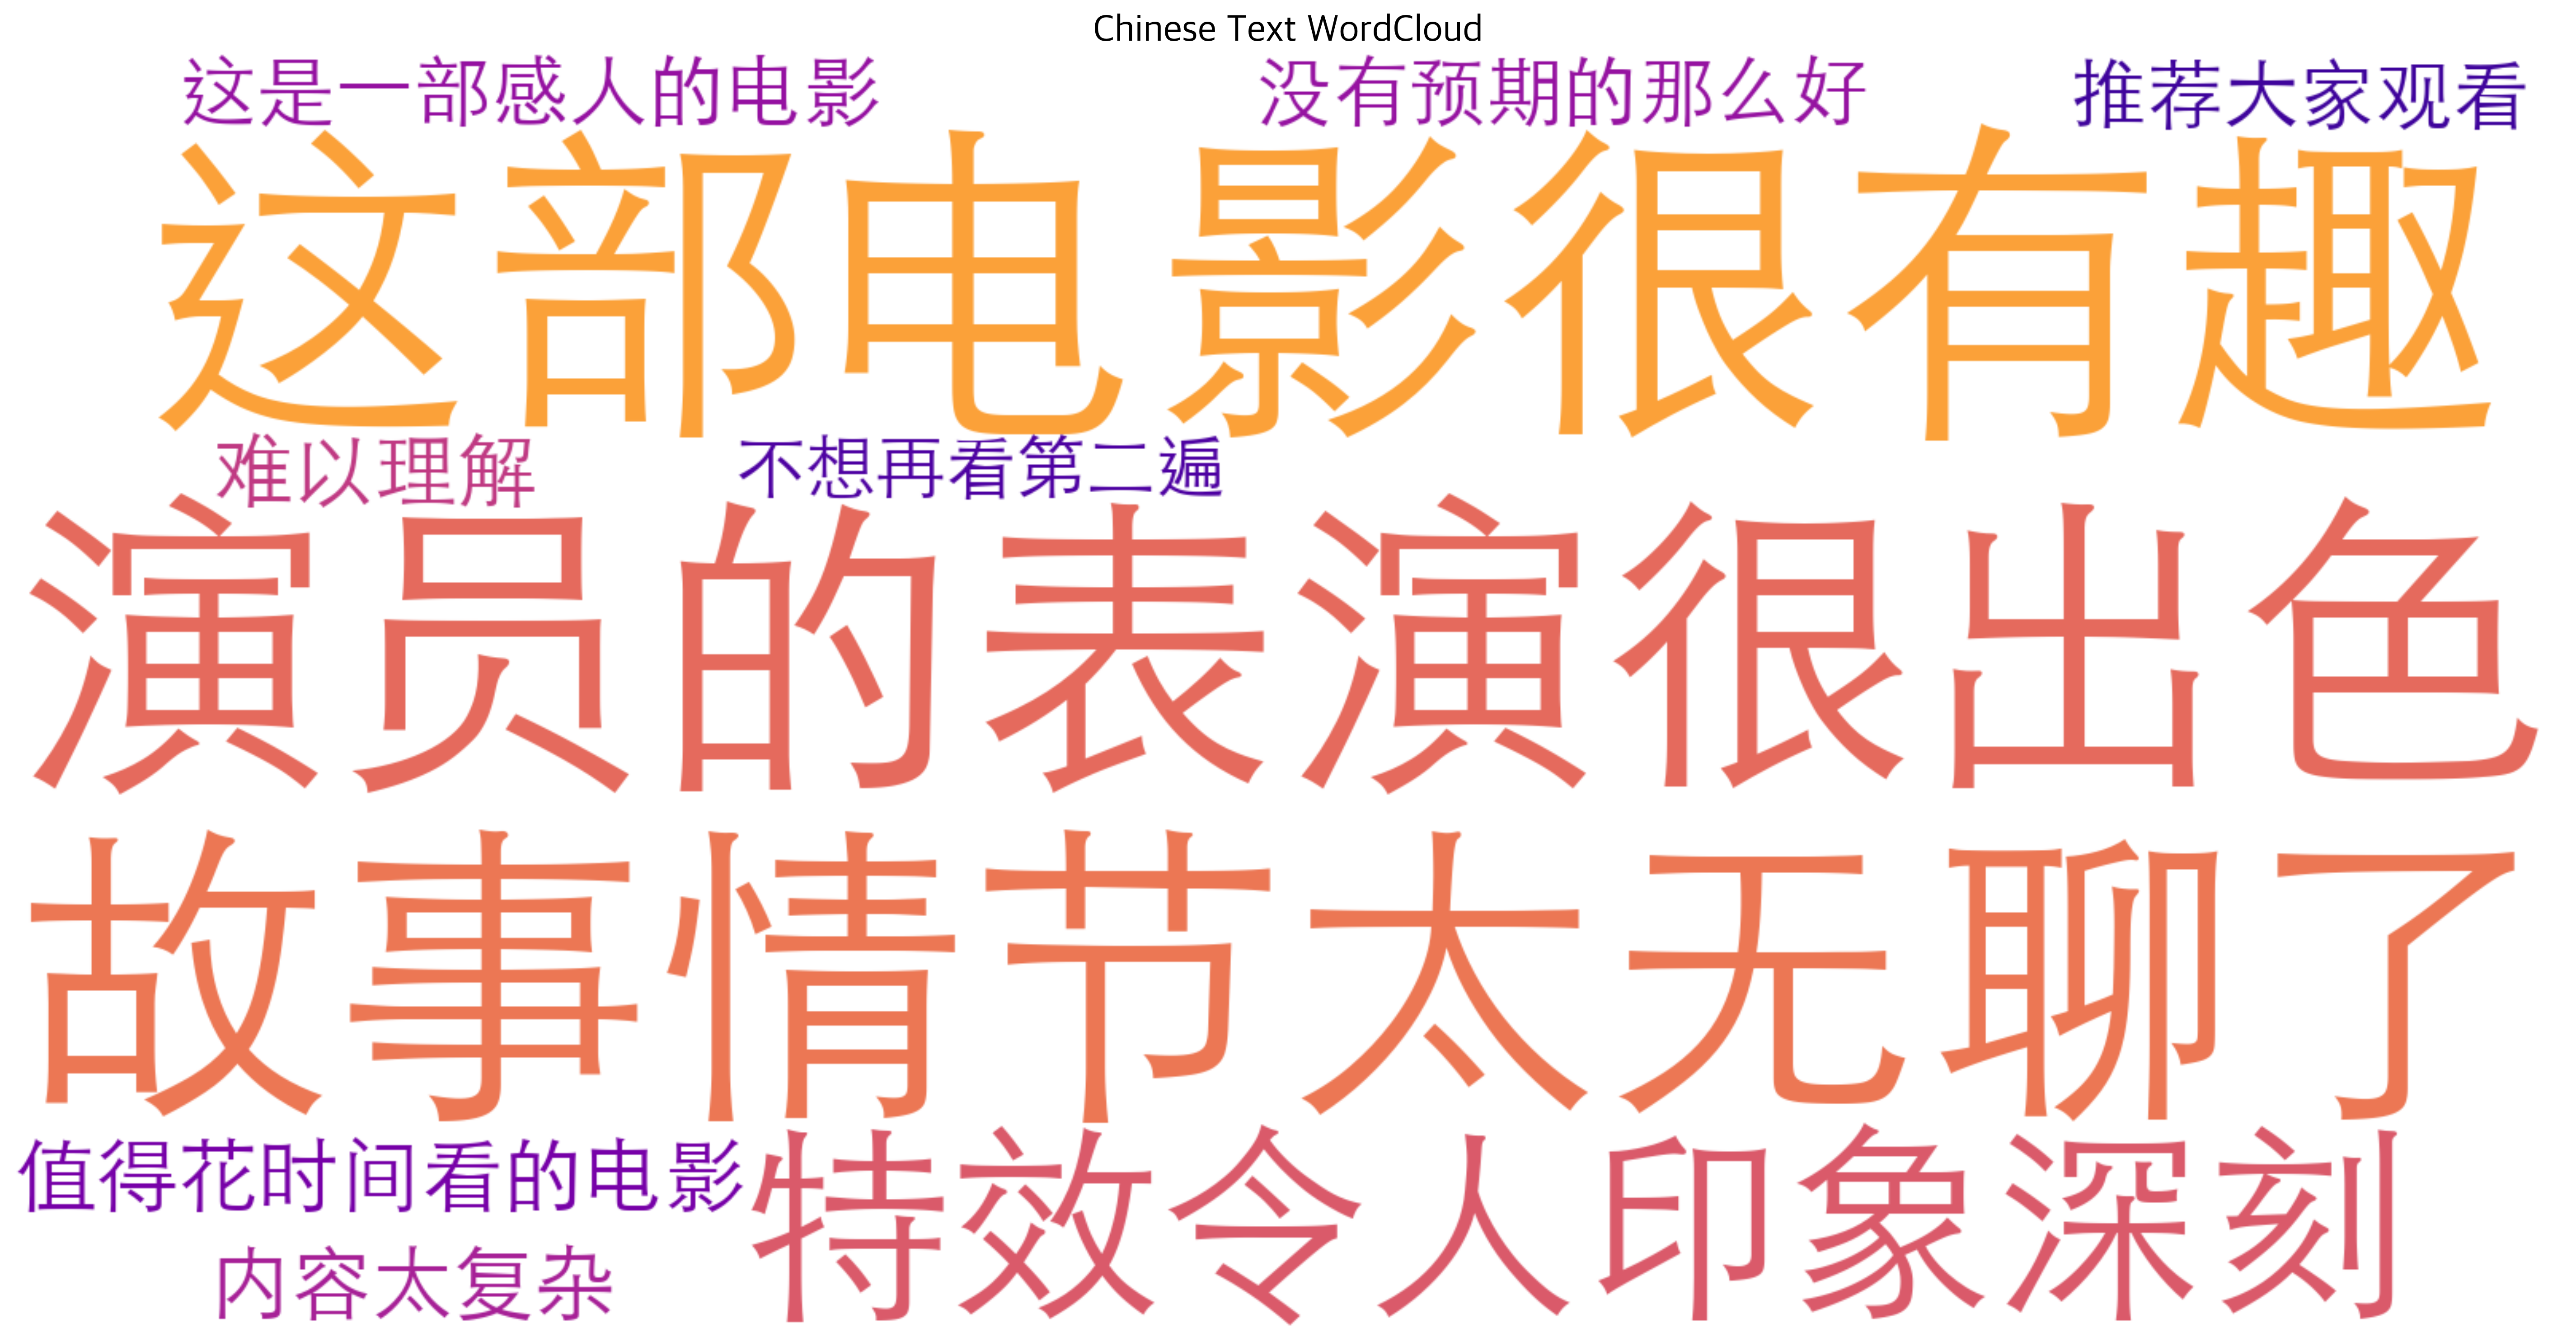 Chinese Text WordCloud
这是一部感人的电影
没有预期的那么好
推荐大家观看
这部电影很有趣
难以理解
不想再看第二遍
演员的表演很出色
故事情节太无聊了
值得花时间看的电影
特效令人印象深刻
内容太复杂